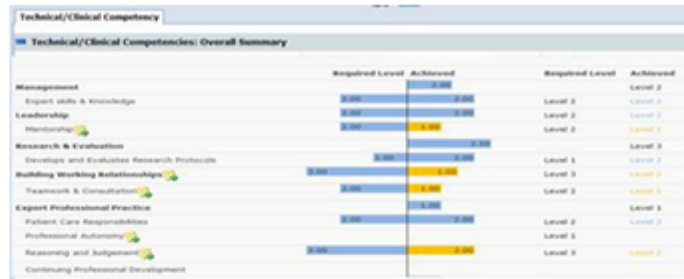 Technical/Clinical Competency
Technical/Clinical Competencies: Overall Summary
Required Level Achieved Required Level Achieved
Management 2.00 Level 2
Expert skills & Knowledge 2.00 2.00 Level 2 Level 2
Leadership 2.00 2.00 Level 2 Level 2
Mentorship 2.00 1.00 Level 2 Level 1
Research & Evaluation 2.00 Level 3
Develops and Evaluates Research Protocols 1.00 2.00 Level 1 Level 2
Building Working Relationships 3.00 1.50 Level 3 Level 2
Teamwork & Consultation 2.00 1.00 Level 2 Level 1
Expert Professional Practice 1.00 Level 1
Patient Care Responsibilities 2.00 2.00 Level 2 Level 2
Professional Autonomy Level 1
Reasoning and Judgement 3.00 2.00 Level 3 Level 2
Continuing Professional Development